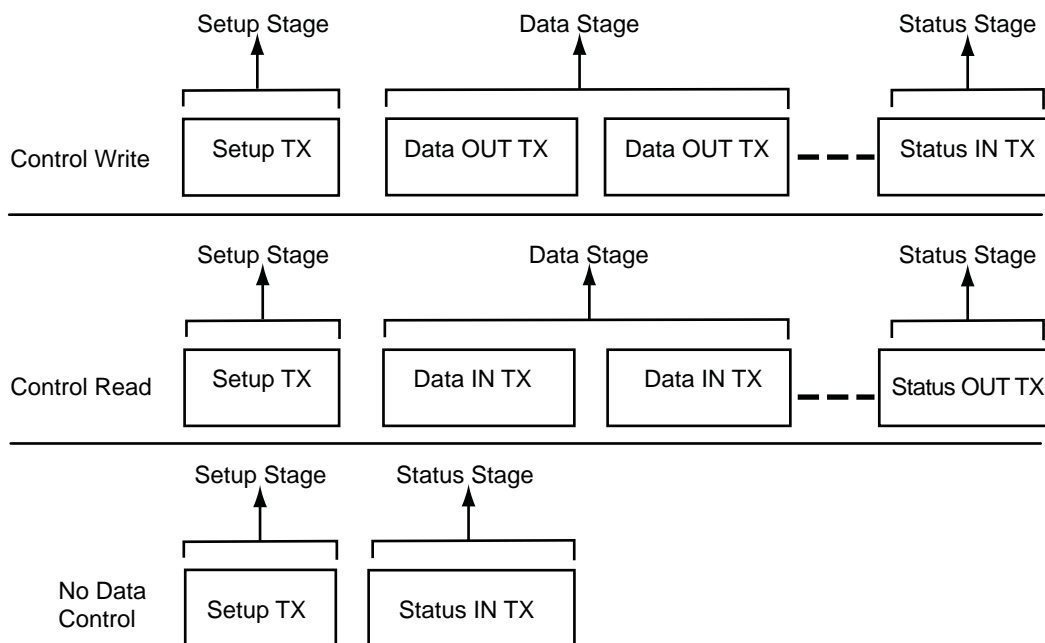 Setup Stage Data Stage Status Stage
Control Write Setup TX Data OUT TX Data OUT TX Status IN TX
Setup Stage Data Stage Status Stage
Control Read Setup TX Data IN TX Data IN TX Status OUT TX
Setup Stage Status Stage
No Data
Control
Setup TX Status IN TX